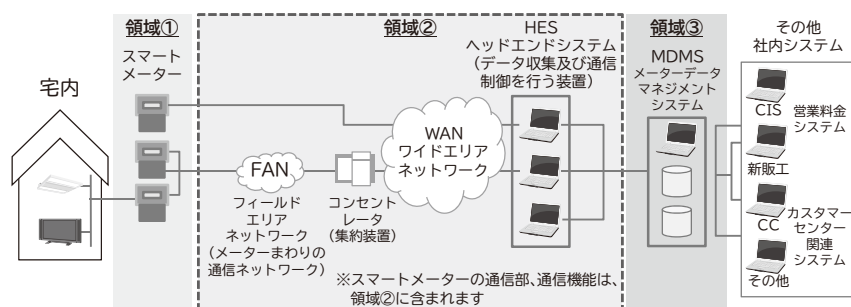 領域①
領域②
領域③
スマート
メーター
宅内
HES
ヘッドエンドシステム
（データ収集及び通信
制御を行う装置）
MDMS
メーターデータ
マネジメント
システム
その他
社内システム
WAN
ワイドエリア
ネットワーク
FAN
フィールド
エリア
ネットワーク
（メーターまわりの
通信ネットワーク）
コンセント
レータ
（集約装置）
CIS
営業料金
システム
新販工
CC
カスタマー
センター
関連
システム
その他
※スマートメーターの通信部、通信機能は、
領域②に含まれます